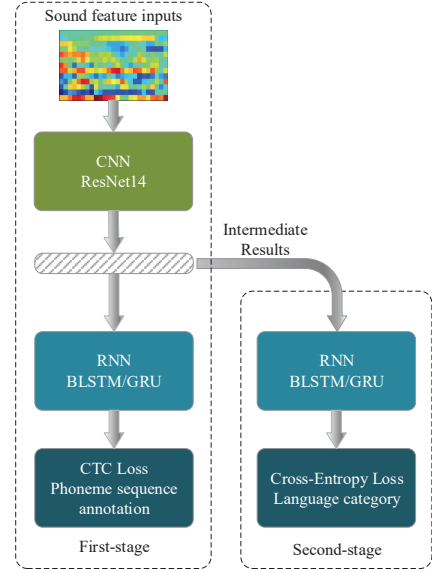 Sound feature inputs
CNN
ResNet14
Intermediate
Results
RNN
BLSTM/GRU
RNN
BLSTM/GRU
CTC Loss
Phoneme sequence
annotation
Cross-Entropy Loss
Language category
First-stage
Second-stage